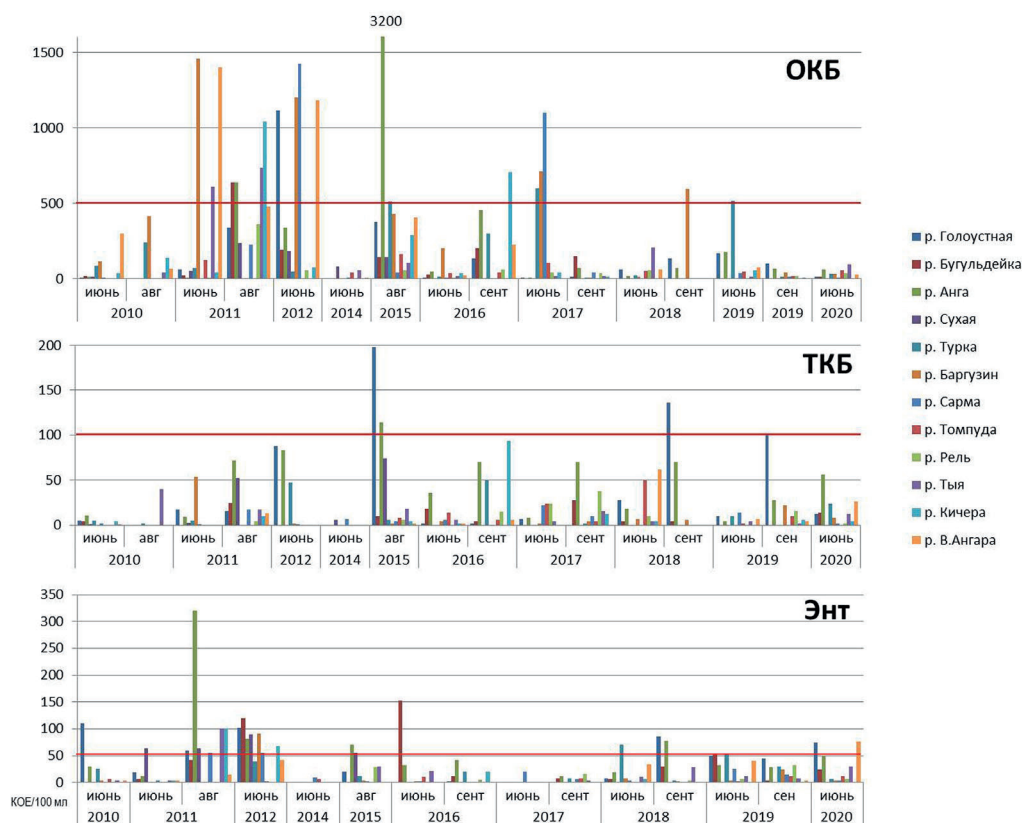 3200
ОКБ
1500
1000
500
0
июнь авг июнь авг июнь июнь авг июнь сент июнь сент июнь сент июнь сен июнь
2010 2011 2012 2014 2015 2016 2017 2018 2019 2019 2020
ТКБ
200
150
100
50
0
июнь авг июнь авг июнь июнь авг июнь сент июнь сент июнь сент июнь сен июнь
2010 2011 2012 2014 2015 2016 2017 2018 2019 2020
Энт
350
300
250
200
150
100
50
0
КОЕ/100 мл
июнь июнь авг июнь июнь авг июнь сент июнь сент июнь сент июнь сен июнь
2010 2011 2012 2014 2015 2016 2017 2018 2019 2020
р. Голоустная
р. Бугульдейка
р. Анга
р. Сухая
р. Турка
р. Баргузин
р. Сарма
р. Томпуда
р. Рель
р. Тыя
р. Кичера
р. В.Ангара